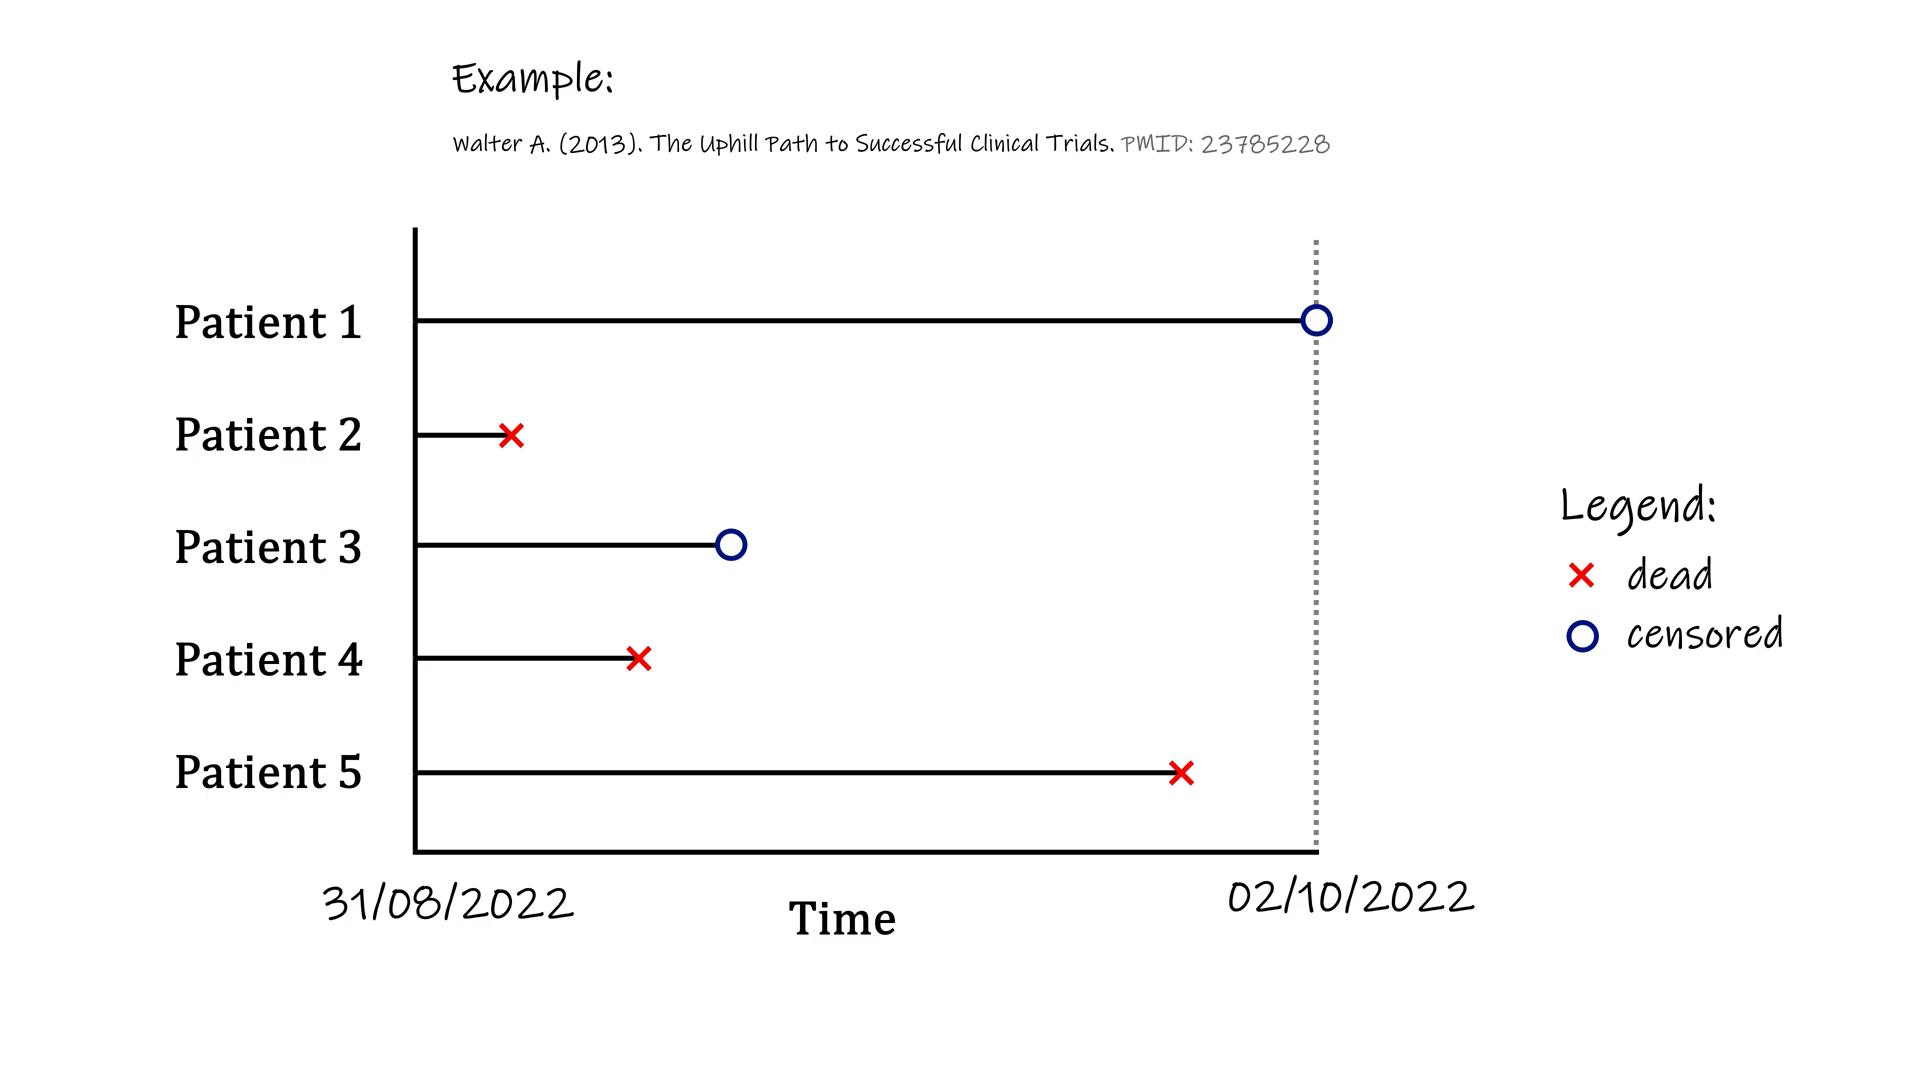 Example:
Walter A. (2013). The Uphill Path to Successful Clinical Trials. PMID: 23785228
Patient 1
Patient 2
Patient 3
Patient 4
Patient 5
Legend:
dead
censored
31/08/2022
Time
02/10/2022